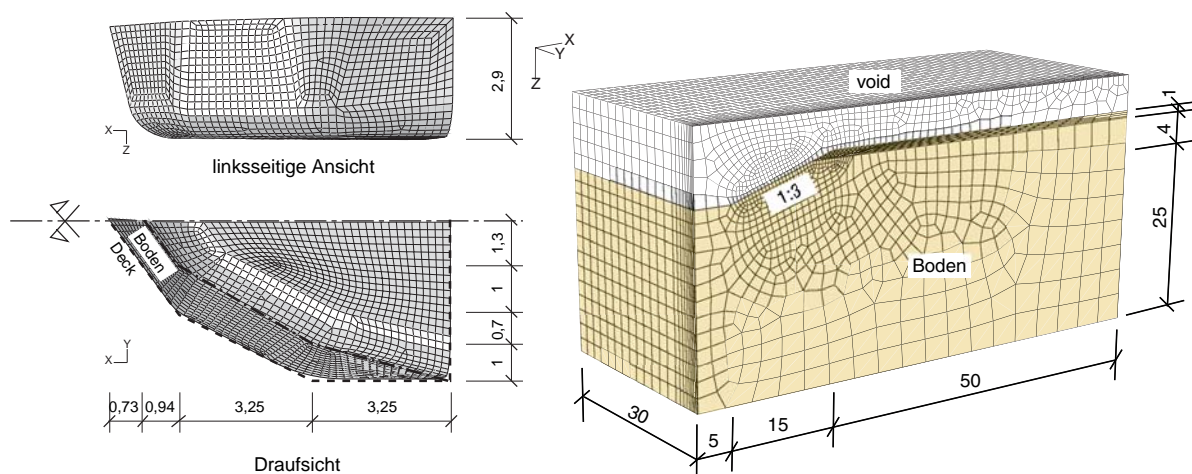 2,9
X
Z
linksseitige Ansicht
Boden
Deck
1,3
1
0,7
1
X
Y
0,73
0,94
3,25
3,25
Draufsicht
X
Y
Z
void
1:3
Boden
1
4
25
50
15
5
30